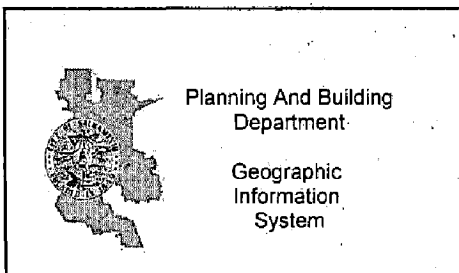 Planning And Building
Department
Geographic
Information
System